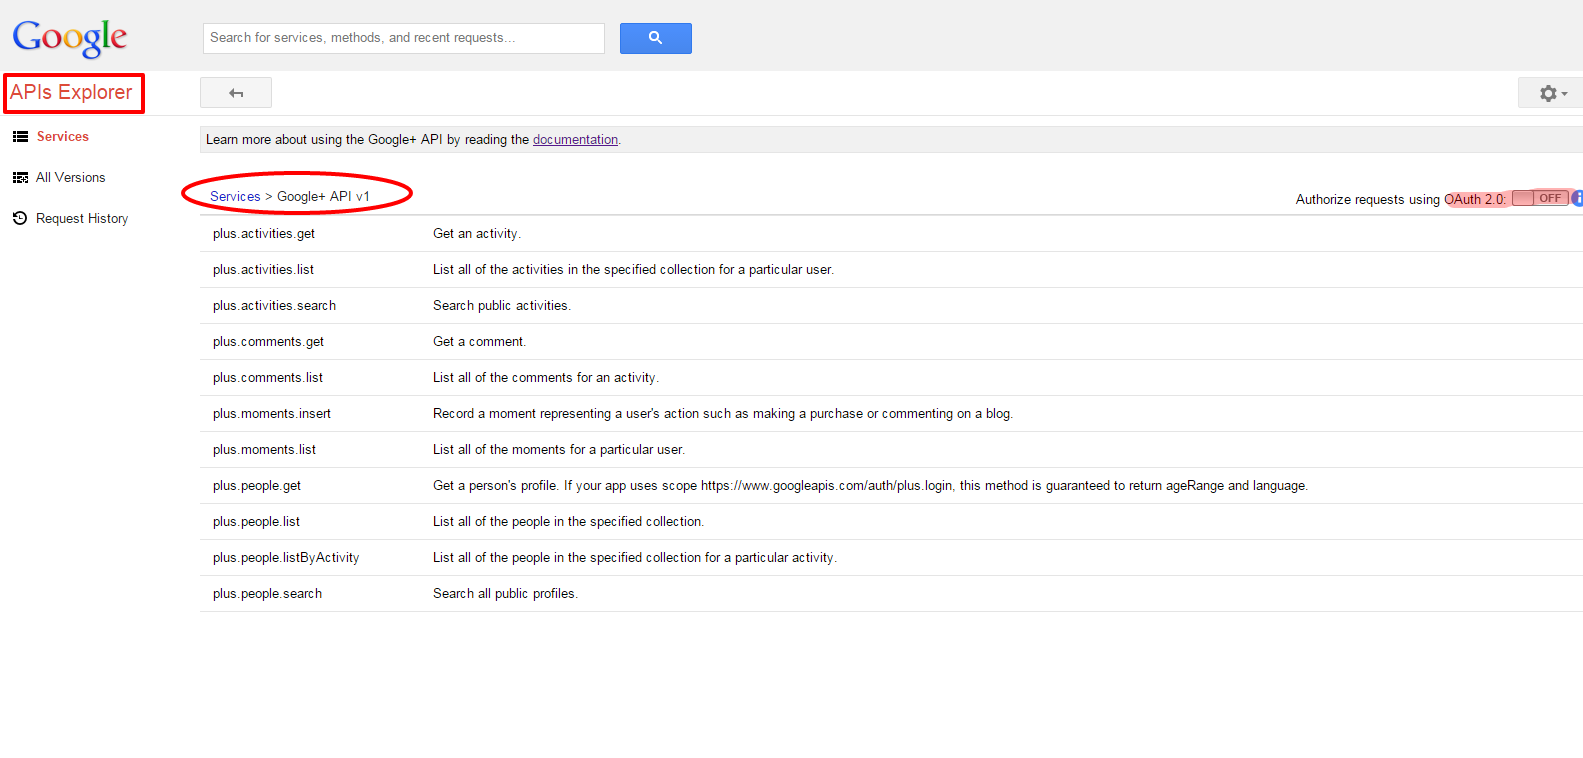 Google
Search for services, methods, and recent requests...
APIs Explorer
Services
All Versions
Request History
Learn more about using the Google+ API by reading the documentation.
Services > Google+ API v1
Authorize requests using OAuth 2.0: OFF i
plus.activities.get Get an activity.
plus.activities.list List all of the activities in the specified collection for a particular user.
plus.activities.search Search public activities.
plus.comments.get Get a comment.
plus.comments.list List all of the comments for an activity.
plus.moments.insert Record a moment representing a user's action such as making a purchase or commenting on a blog.
plus.moments.list List all of the moments for a particular user.
plus.people.get Get a person's profile. If your app uses scope https://www.googleapis.com/auth/plus.login, this method is guaranteed to return ageRange and language.
plus.people.list List all of the people in the specified collection.
plus.people.listByActivity List all of the people in the specified collection for a particular activity.
plus.people.search Search all public profiles.